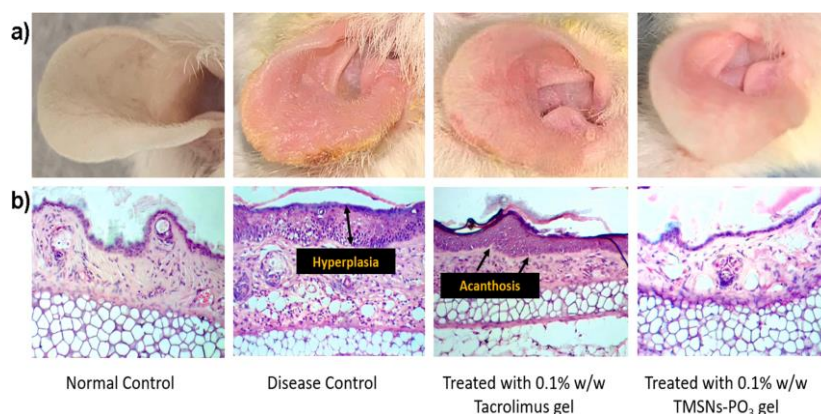 a)
b)
Hyperplasia
Acanthosis
Normal Control
Disease Control
Treated with 0.1% w/w
Tacrolimus gel
Treated with 0.1% w/w
TMSNs-PO₃ gel